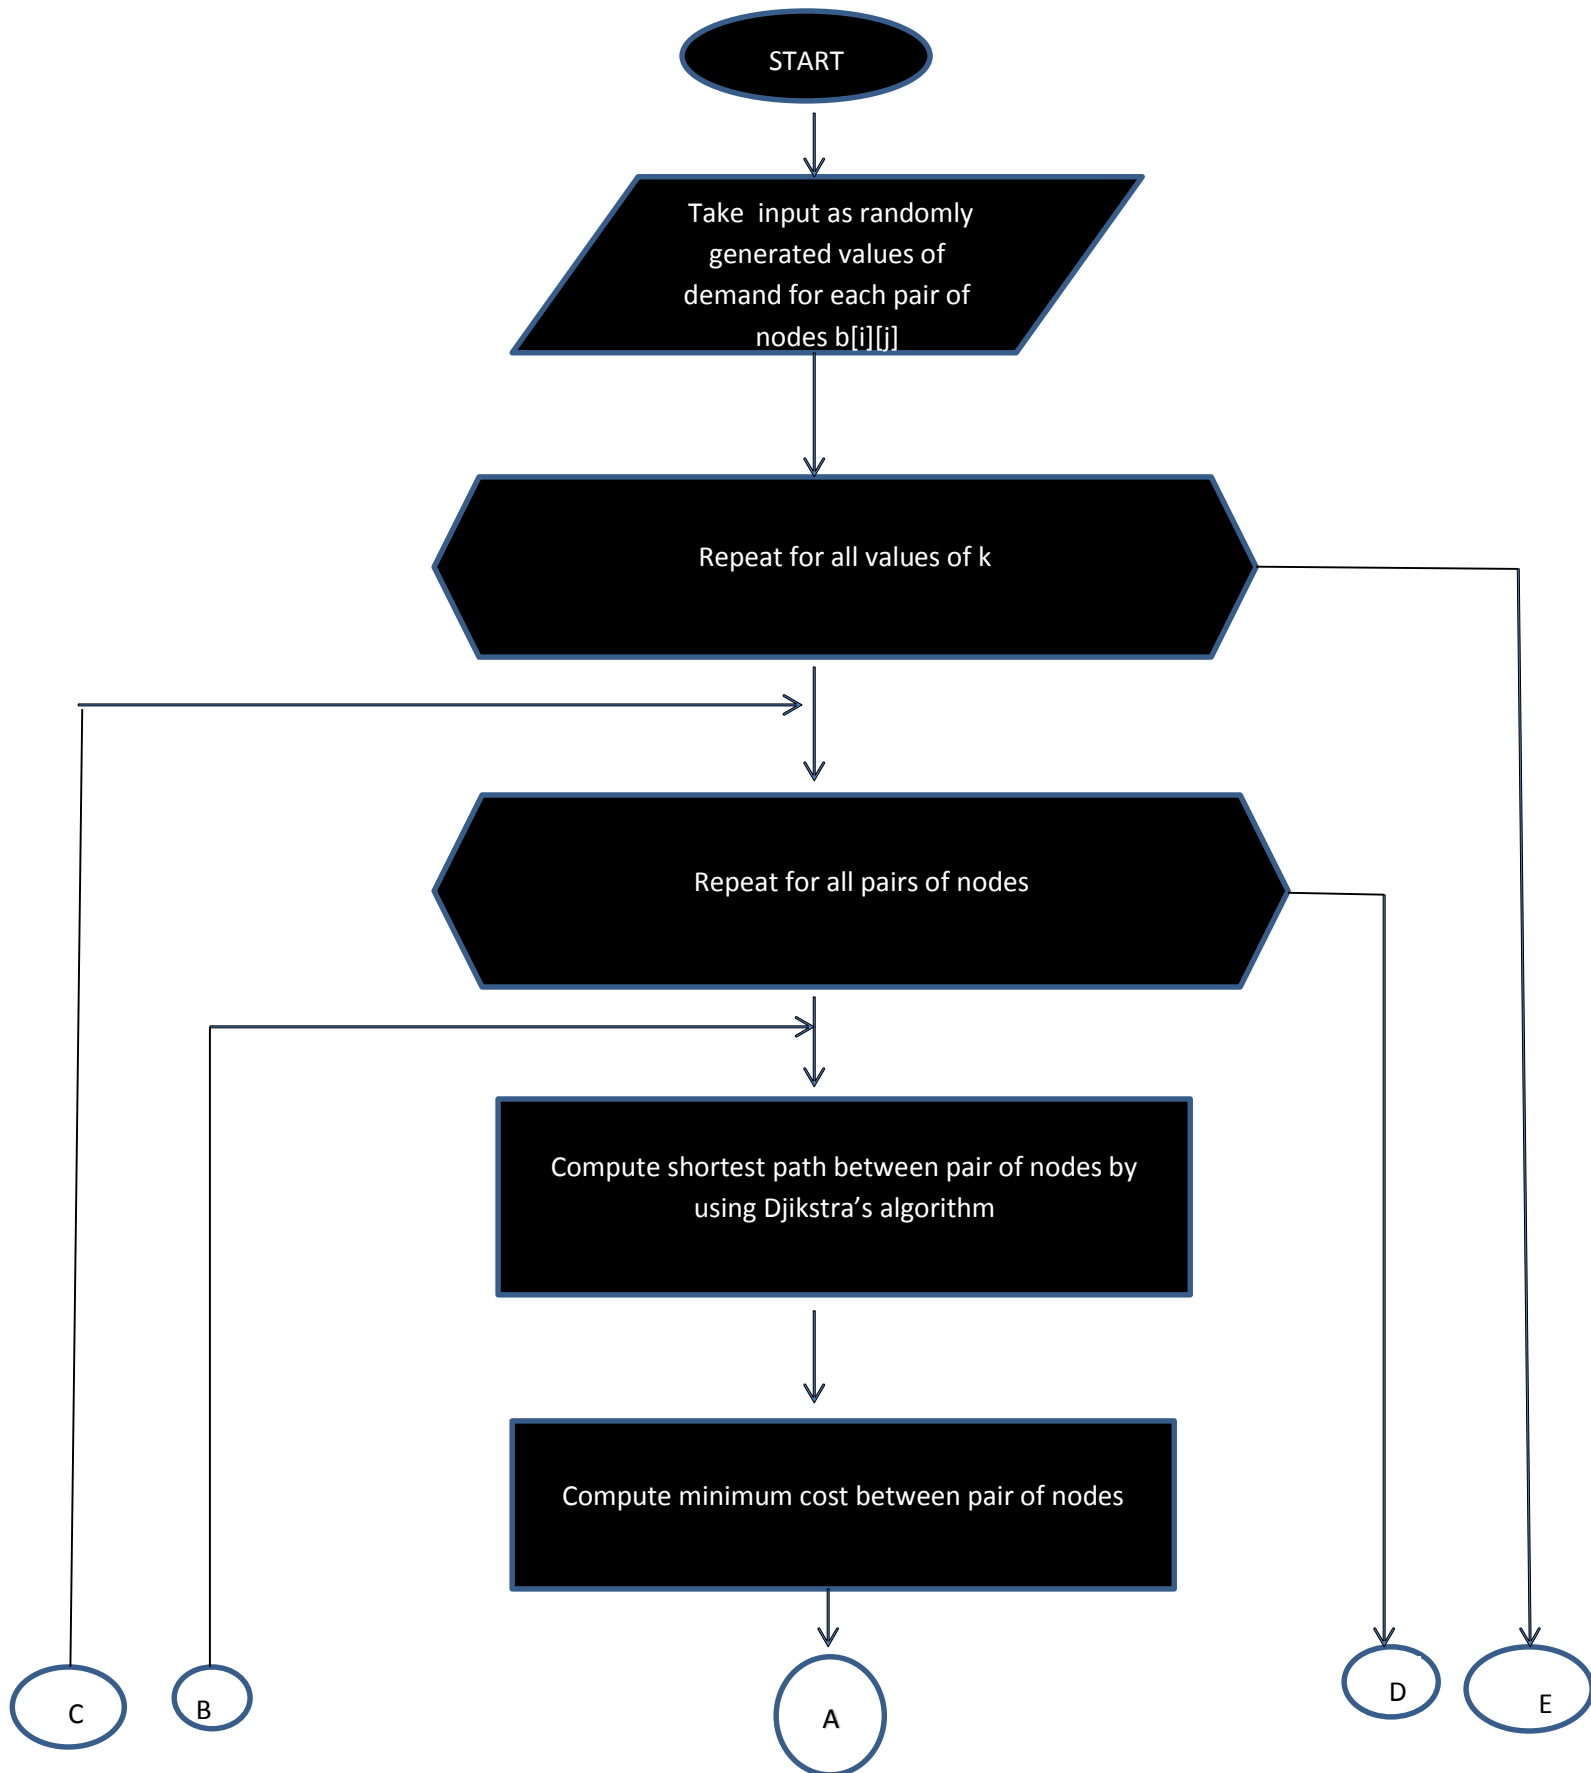 START
Take  input as randomly
generated values of
demand for each pair of
nodes b[i][j]
Repeat for all values of k
Repeat for all pairs of nodes
Compute shortest path between pair of nodes by
using Djikstra’s algorithm
Compute minimum cost between pair of nodes
C
B
A
D
E